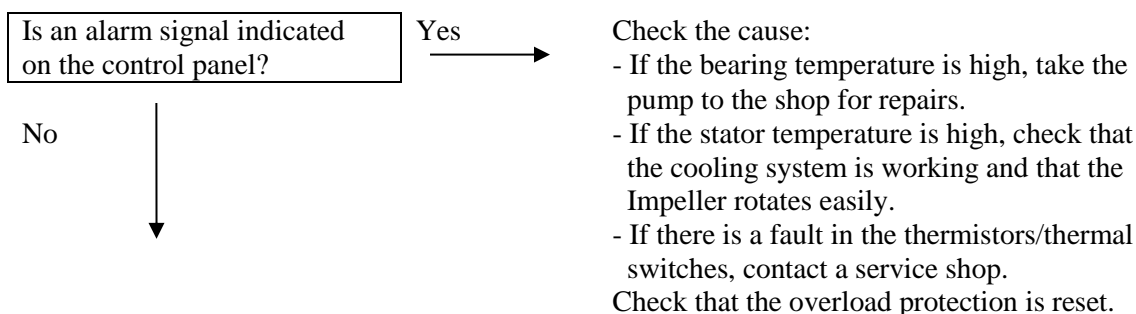 Is an alarm signal indicated
on the control panel?
Yes
No
Check the cause:
- If the bearing temperature is high, take the
pump to the shop for repairs.
- If the stator temperature is high, check that
the cooling system is working and that the
Impeller rotates easily.
- If there is a fault in the thermistors/thermal
switches, contact a service shop.
Check that the overload protection is reset.